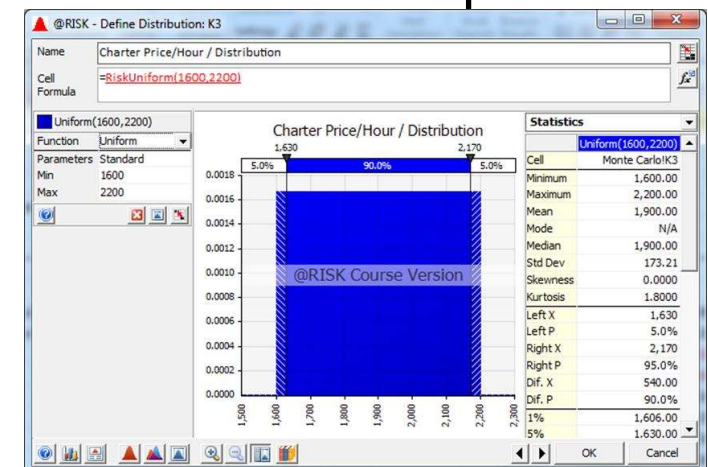 @RISK - Define Distribution: K3
Name Charter Price/Hour / Distribution
Cell Formula =RiskUniform(1600,2200)
Uniform(1600,2200)
Function Uniform
Parameters Standard
Min 1600
Max 2200
Charter Price/Hour / Distribution
1,630 2,170
5.0% 90.0% 5.0%
0.0018
0.0016
0.0014
0.0012
0.0010
0.0008
0.0006
0.0004
0.0002
0.0000
@RISK Course Version
1,500 1,600 1,700 1,800 1,900 2,000 2,100 2,200 2,300
Statistics
Uniform(1600,2200)
Cell Monte Carlo!K3
Minimum 1,600.00
Maximum 2,200.00
Mean 1,900.00
Mode N/A
Median 1,900.00
Std Dev 173.21
Skewness 0.0000
Kurtosis 1.8000
Left X 1,630
Left P 5.0%
Right X 2,170
Right P 95.0%
Dif. X 540.00
Dif. P 90.0%
1% 1,606.00
5% 1,630.00
OK Cancel